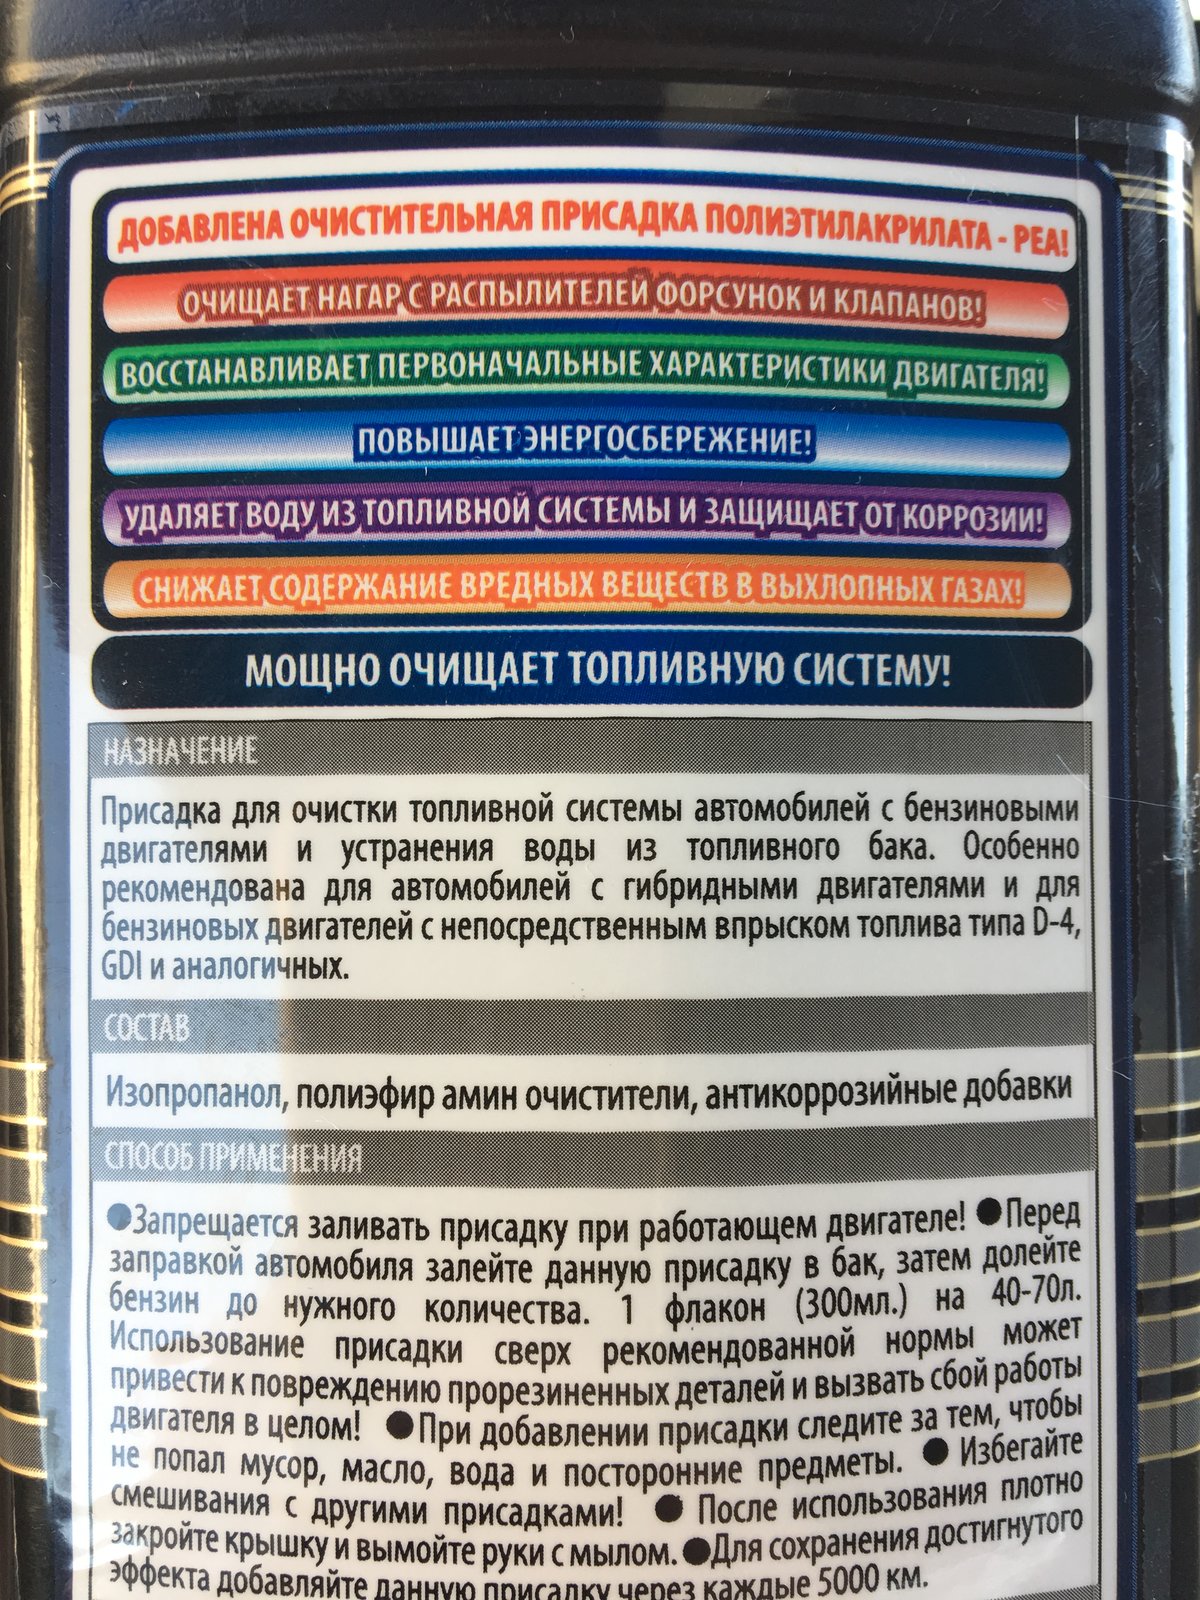 ДОБАВЛЕНА ОЧИСТИТЕЛЬНАЯ ПРИСАДКА ПОЛИЭТИЛАКРИЛАТА - PEA!
ОЧИЩАЕТ НАГАР С РАСПЫЛИТЕЛЕЙ ФОРСУНОК И КЛАПАНОВ!
ВОССТАНАВЛИВАЕТ ПЕРВОНАЧАЛЬНЫЕ ХАРАКТЕРИСТИКИ ДВИГАТЕЛЯ!
ПОВЫШАЕТ ЭНЕРГОСБЕРЕЖЕНИЕ!
УДАЛЯЕТ ВОДУ ИЗ ТОПЛИВНОЙ СИСТЕМЫ И ЗАЩИЩАЕТ ОТ КОРРОЗИИ!
СНИЖАЕТ СОДЕРЖАНИЕ ВРЕДНЫХ ВЕЩЕСТВ В ВЫХЛОПНЫХ ГАЗАХ!
МОЩНО ОЧИЩАЕТ ТОПЛИВНУЮ СИСТЕМУ!
НАЗНАЧЕНИЕ
Присадка для очистки топливной системы автомобилей с бензиновыми
двигателями и устранения воды из топливного бака. Особенно
рекомендована для автомобилей с гибридными двигателями и для
бензиновых двигателей с непосредственным впрыском топлива типа D-4,
GDI и аналогичных.
СОСТАВ
Изопропанол, полиэфир амин очистители, антикоррозийные добавки
СПОСОБ ПРИМЕНЕНИЯ
●Запрещается заливать присадку при работающем двигателе! ●Перед
заправкой автомобиля залейте данную присадку в бак, затем долейте
бензин до нужного количества. 1 флакон (300мл.) на 40-70л.
Использование присадки сверх рекомендованной нормы может
привести к повреждению прорезиненных деталей и вызвать сбой работы
двигателя в целом! ●При добавлении присадки следите за тем, чтобы
не попал мусор, масло, вода и посторонние предметы. ● Избегайте
смешивания с другими присадками! ● После использования плотно
закройте крышку и вымойте руки с мылом. ●Для сохранения достигнутого
эффекта добавляйте данную присадку через каждые 5000 км.